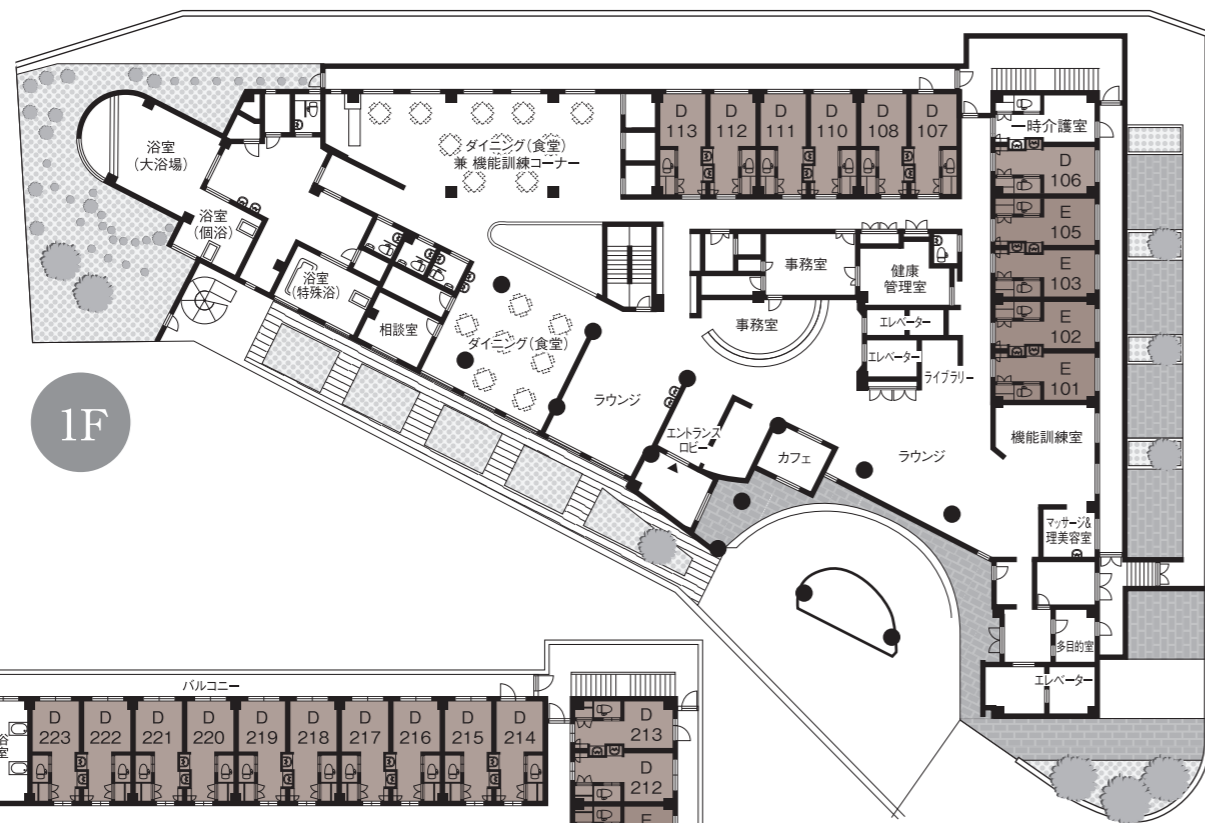 浴室
(大浴場)
浴室
(個浴)
浴室
(特殊浴)
相談室
ダイニング(食堂)
兼 機能訓練コーナー
ダイニング(食堂)
D
113
D
112
D
111
D
110
D
108
D
107
一時介護室
D
106
E
105
E
103
E
102
E
101
事務室
健康
管理室
事務室
エレベーター
エレベーター
ライブラリー
ラウンジ
エントランス
ロビー
カフェ
ラウンジ
機能訓練室
マッサージ&
理美容室
多目的室
エレベーター
1F
バルコニー
浴室
D
223
D
222
D
221
D
220
D
219
D
218
D
217
D
216
D
215
D
214
D
213
D
212
E